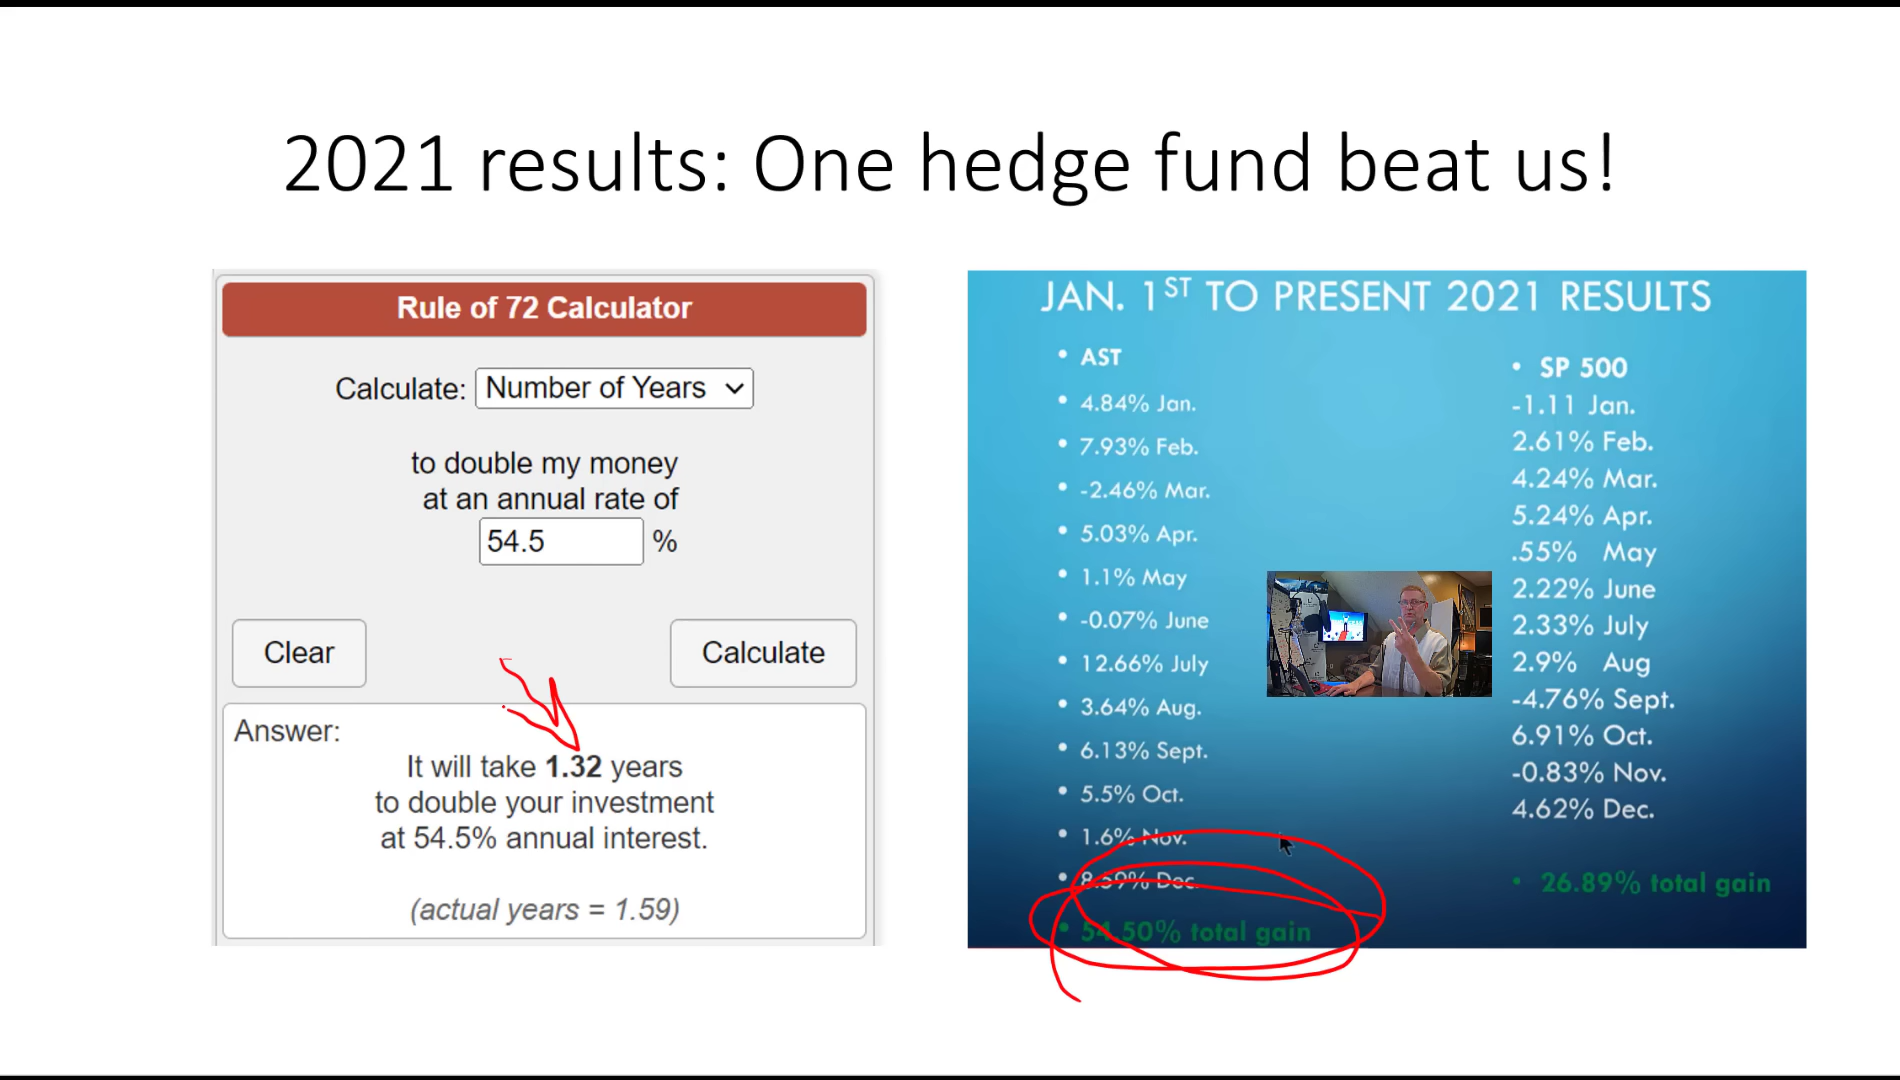 2021 results: One hedge fund beat us!
Rule of 72 Calculator
Calculate: Number of Years
to double my money
at an annual rate of
54.5 %
Clear
Calculate
Answer:
It will take 1.32 years
to double your investment
at 54.5% annual interest.
(actual years = 1.59)
JAN. 1ST TO PRESENT 2021 RESULTS
• AST
• 4.84% Jan.
• 7.93% Feb.
• -2.46% Mar.
• 5.03% Apr.
• 1.1% May
• -0.07% June
• 12.66% July
• 3.64% Aug.
• 6.13% Sept.
• 5.5% Oct.
• 1.6% Nov.
• 8.59% Dec.
• 54.50% total gain
• SP 500
-1.11 Jan.
2.61% Feb.
4.24% Mar.
5.24% Apr.
.55% May
2.22% June
2.33% July
2.9% Aug
-4.76% Sept.
6.91% Oct.
-0.83% Nov.
4.62% Dec.
• 26.89% total gain